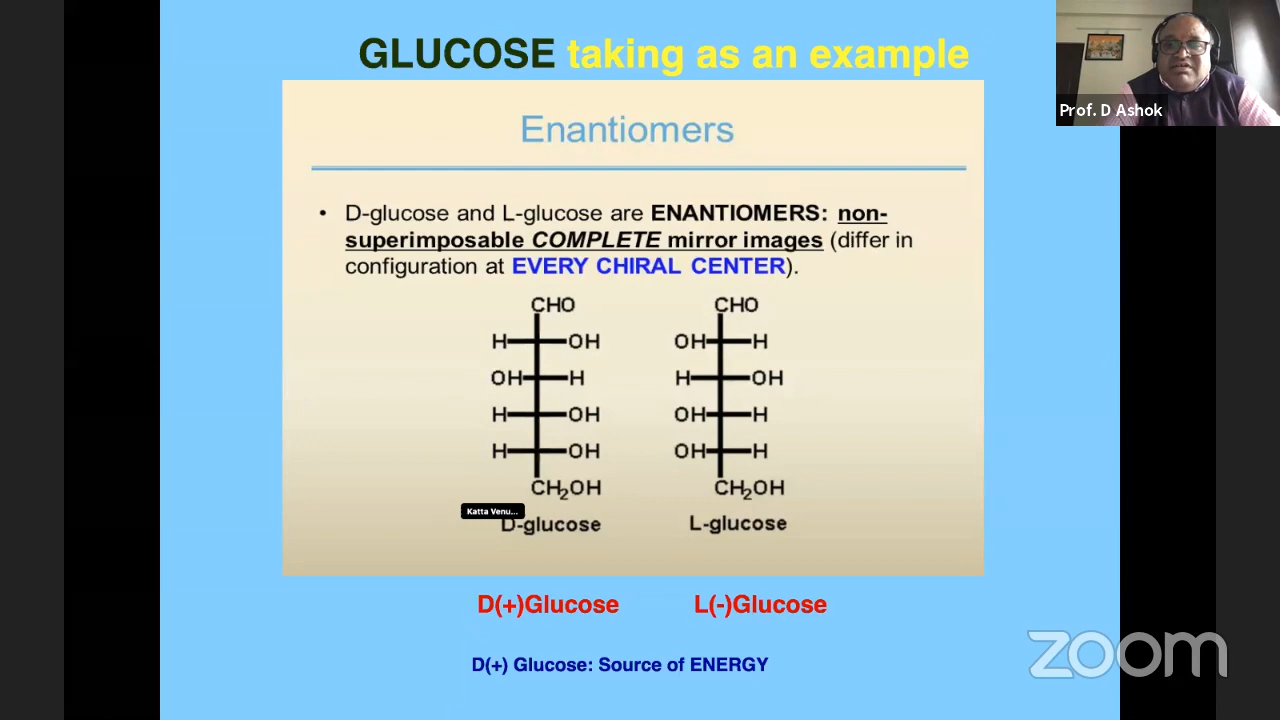 GLUCOSE taking as an example
Prof. D Ashok
Enantiomers
• D-glucose and L-glucose are ENANTIOMERS: non-
superimposable COMPLETE mirror images (differ in
configuration at EVERY CHIRAL CENTER).
CHO CHO
H OH OH H
OH H H OH
H OH OH H
H OH OH H
CH₂OH CH₂OH
Katta Venu...
D-glucose L-glucose
D(+)Glucose L(-)Glucose
D(+) Glucose: Source of ENERGY
zoom